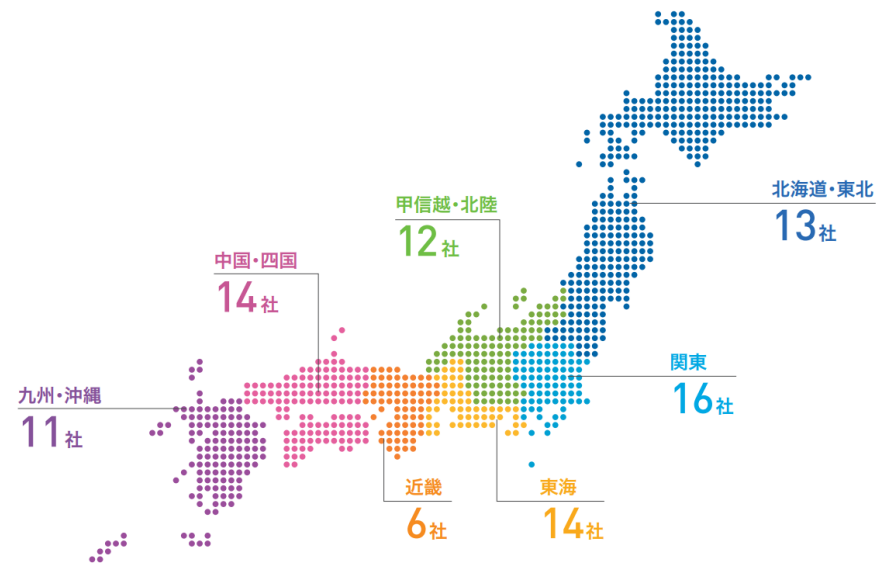 北海道・東北
13社
甲信越・北陸
12社
中国・四国
14社
関東
16社
九州・沖縄
11社
近畿
6社
東海
14社